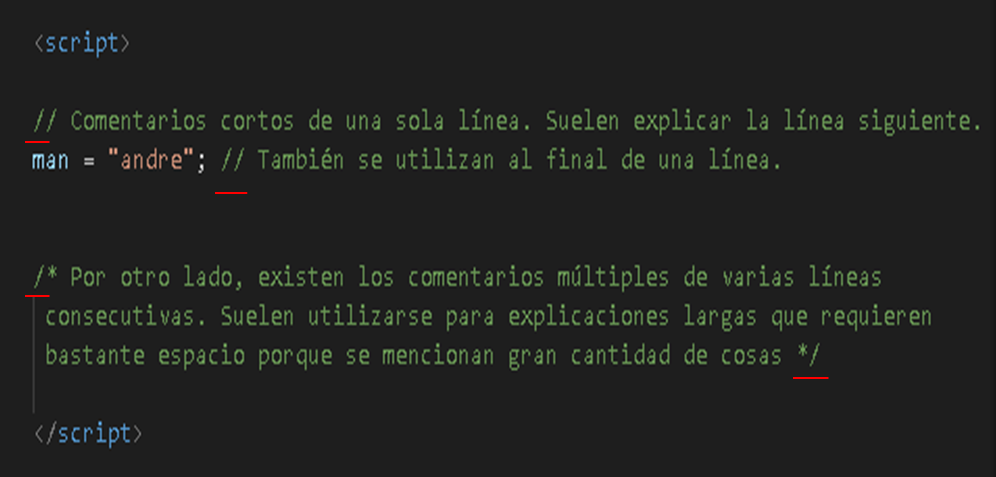 <script>
// Comentarios cortos de una sola línea. Suelen explicar la línea siguiente.
man = "andre"; // También se utilizan al final de una línea.
/* Por otro lado, existen los comentarios múltiples de varias líneas
consecutivas. Suelen utilizarse para explicaciones largas que requieren
bastante espacio porque se mencionan gran cantidad de cosas */
</script>